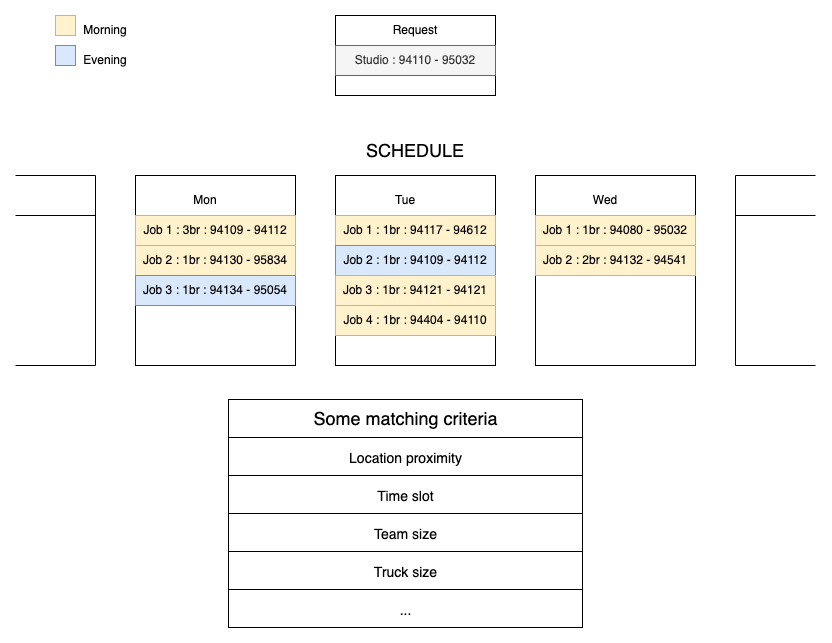 Morning
Evening
Request
Studio : 94110 - 95032
SCHEDULE
Mon
Job 1 : 3br : 94109 - 94112
Job 2 : 1br : 94130 - 95834
Job 3 : 1br : 94134 - 95054
Tue
Job 1 : 1br : 94117 - 94612
Job 2 : 1br : 94109 - 94112
Job 3 : 1br : 94121 - 94121
Job 4 : 1br : 94404 - 94110
Wed
Job 1 : 1br : 94080 - 95032
Job 2 : 2br : 94132 - 94541
Some matching criteria
Location proximity
Time slot
Team size
Truck size
...